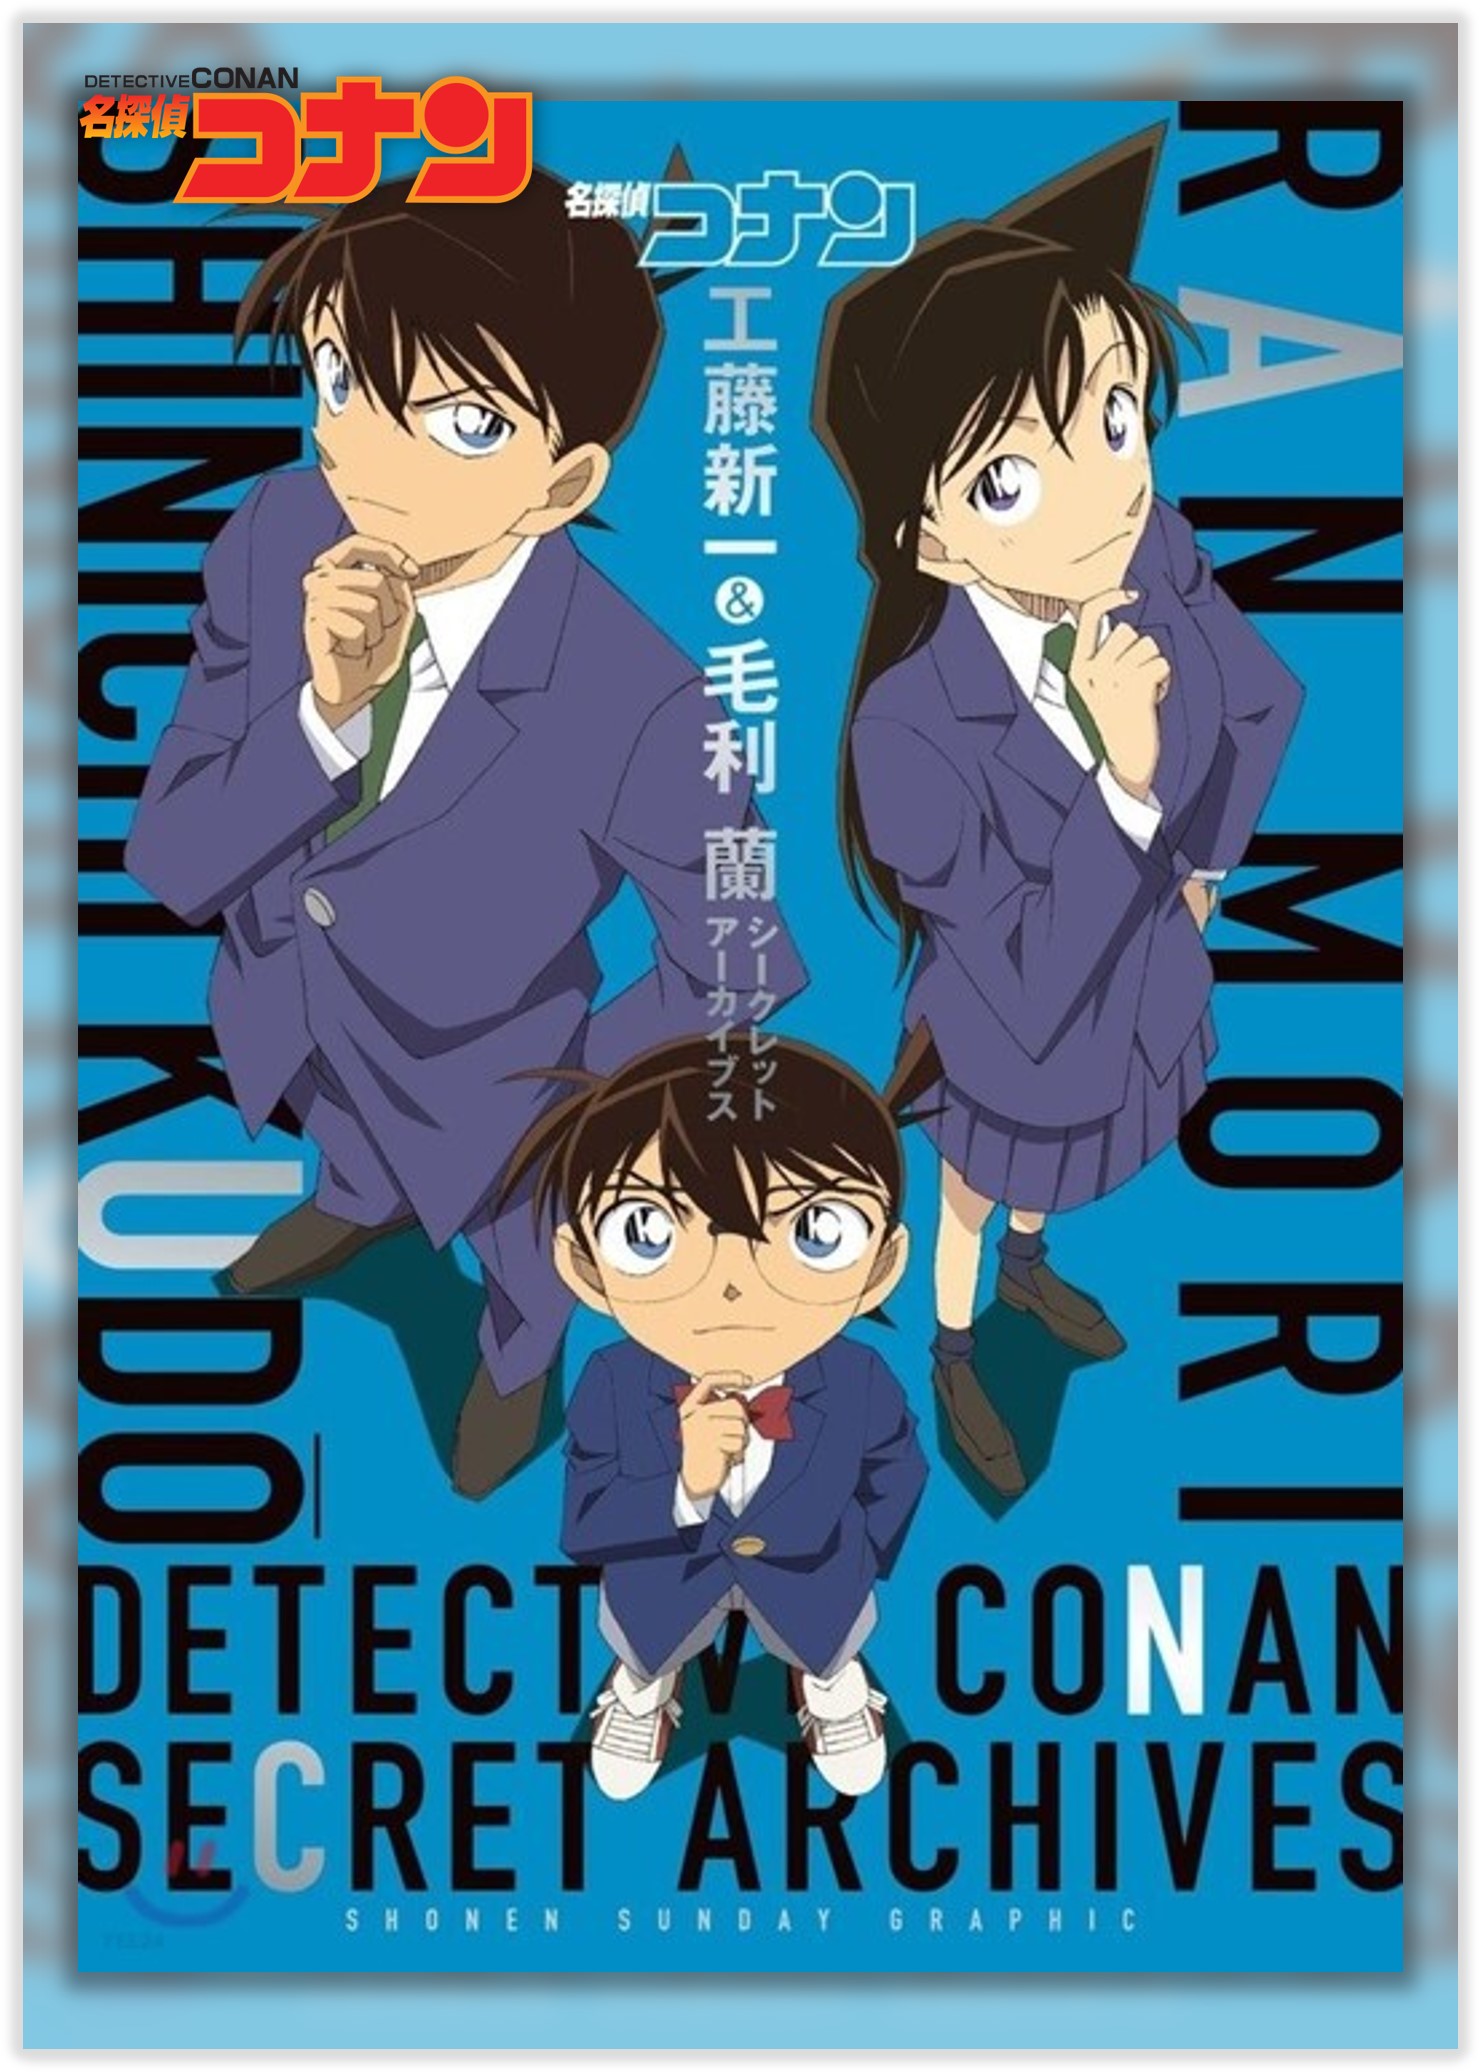 DETECTIVE CONAN
名探偵
コナン
名探偵
コナン
工藤新一&毛利 蘭
シークレット
アーカイブス
SHINICHI KUDŌ
RAN MORI
DETECTIVE CONAN
SECRET ARCHIVES
SHONEN SUNDAY GRAPHIC